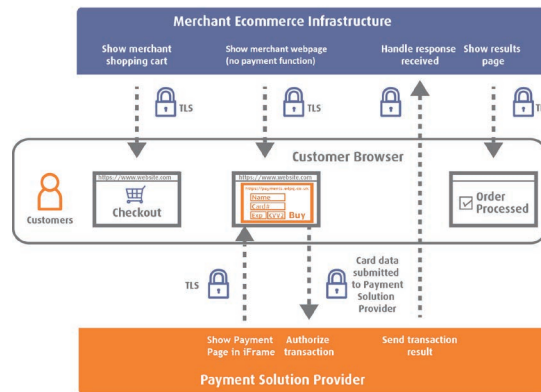 Merchant Ecommerce Infrastructure
Show merchant
shopping cart
Show merchant webpage
(no payment function)
Handle response
received
Show results
page
TLS
TLS
Customer Browser
Customers
https://www.website.com
Checkout
https://www.website.com
Name
Card#
Exp
Buy
Order
Processed
TLS
Card data
submitted
to Payment
Solution
Provider
Show Payment
Page in iFrame
Authorize
transaction
Send transaction
result
Payment Solution Provider